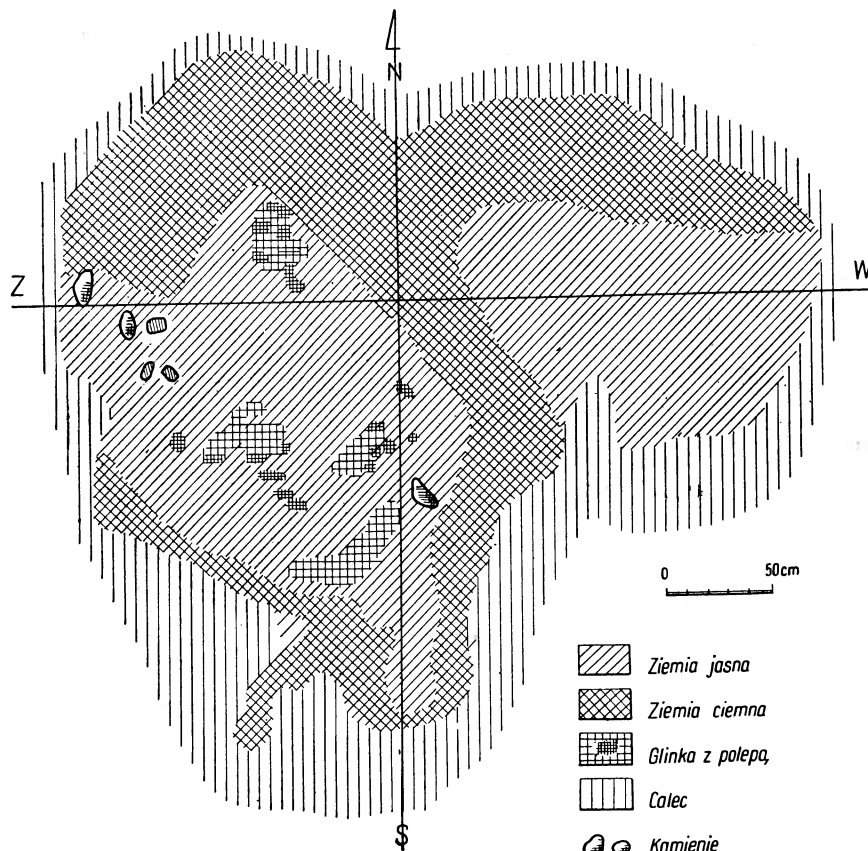 N
Z
W
0 50cm
Ziemia jasna
Ziemia ciemna
Glinka z polepą
Calec
Kamienie
S